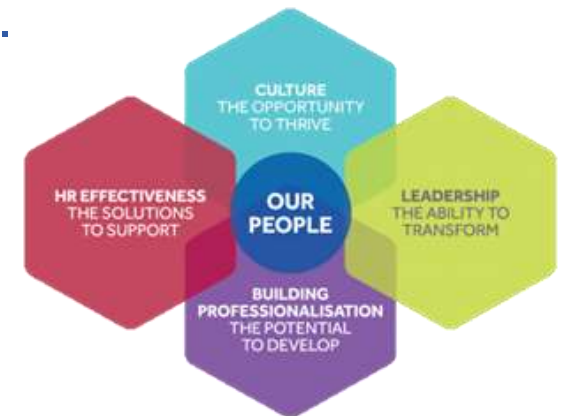 CULTURE
THE OPPORTUNITY
TO THRIVE
HR EFFECTIVENESS
THE SOLUTIONS
TO SUPPORT
OUR
PEOPLE
LEADERSHIP
THE ABILITY TO
TRANSFORM
BUILDING
PROFESSIONALISATION
THE POTENTIAL
TO DEVELOP